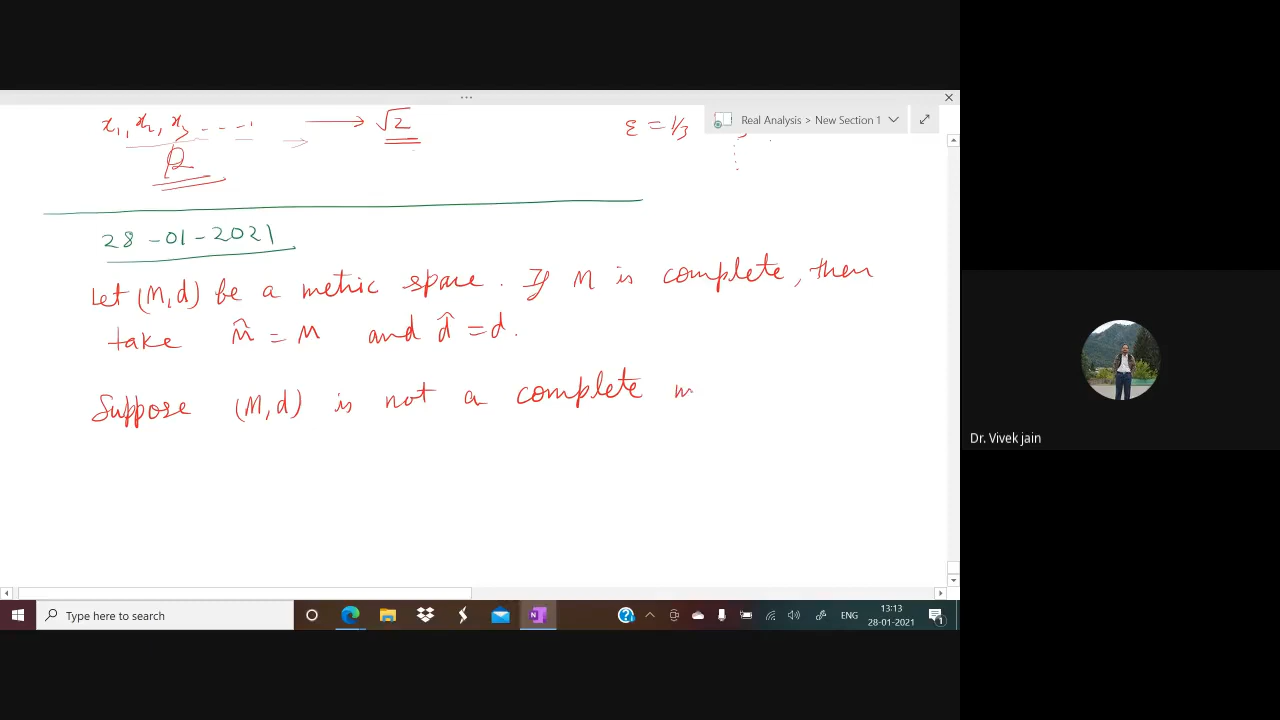 x₁, x₂, x₃ ----- → √2
ε = 1/3
Real Analysis > New Section 1
28-01-2021
Let (M,d) be a metric space. If M is complete, then
take M̂ = M and d̂ = d.
Suppose (M,d) is not a complete m
Dr. Vivek jain
Type here to search
ENG
13:13
28-01-2021
1